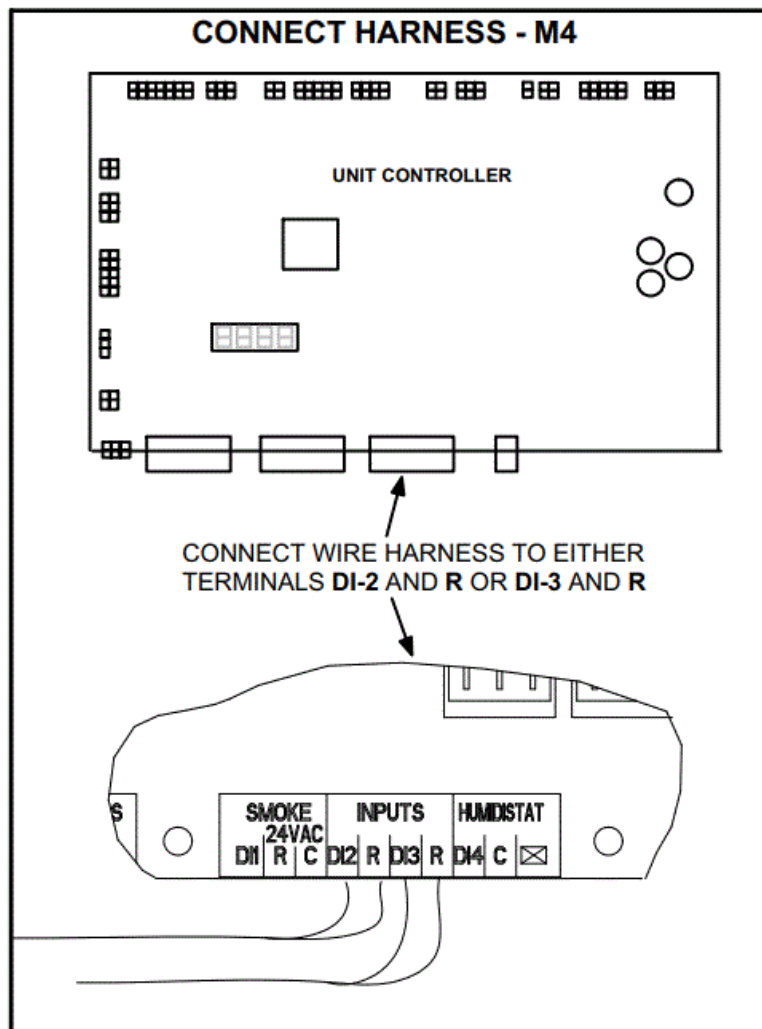 CONNECT HARNESS - M4
UNIT CONTROLLER
8888
CONNECT WIRE HARNESS TO EITHER
TERMINALS DI-2 AND R OR DI-3 AND R
S
SMOKE INPUTS HUMIDISTAT
24VAC
DI1 R C DI2 R DI3 R DI4 C